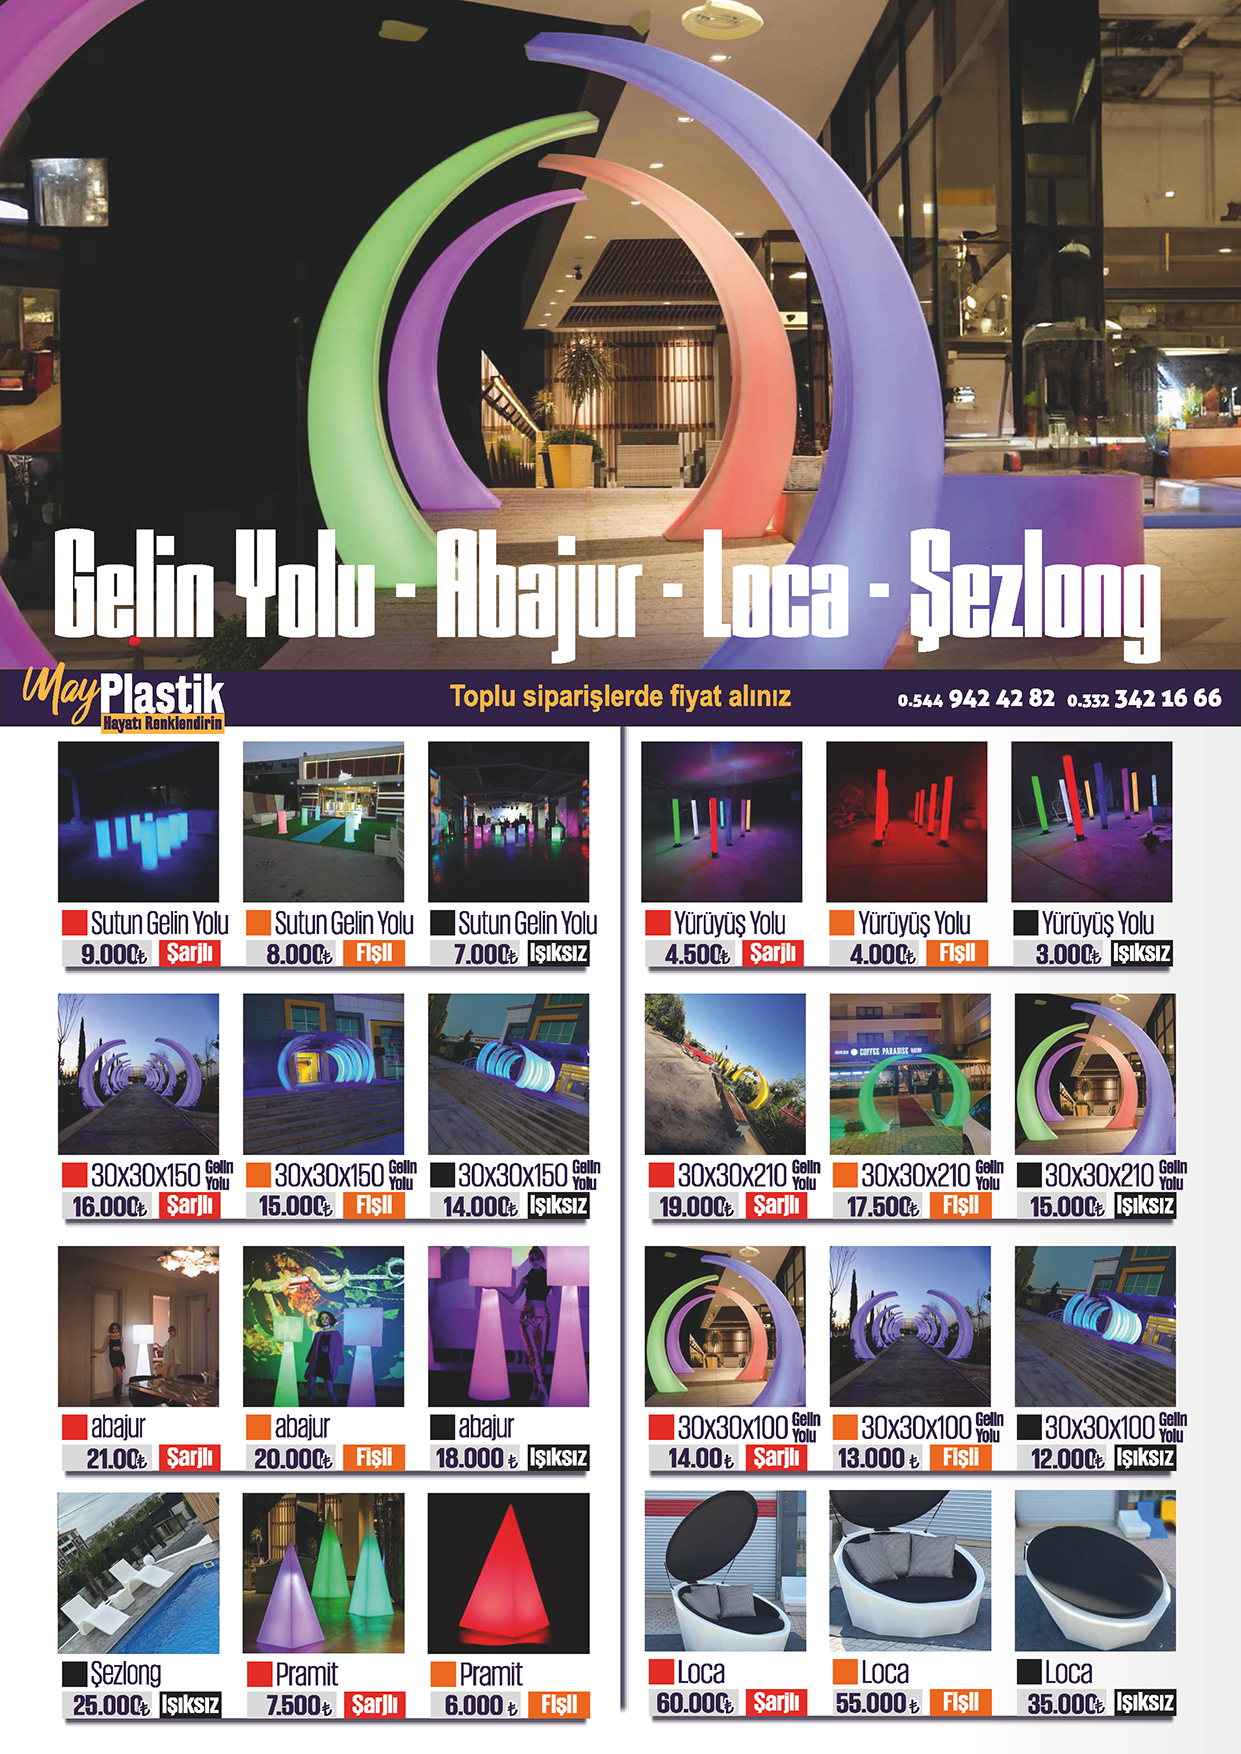 Gelin Yolu - Abajur - Loca - Şezlong
May Plastik
Hayatı Renklendirin
Toplu siparişlerde fiyat alınız
0.544 942 42 82 0.332 342 16 66
Sutun Gelin Yolu
9.000₺ Şarjlı
Sutun Gelin Yolu
8.000₺ Fişli
Sutun Gelin Yolu
7.000₺ Işıksız
Yürüyüş Yolu
4.500₺ Şarjlı
Yürüyüş Yolu
4.000₺ Fişli
Yürüyüş Yolu
3.000₺ Işıksız
COFFEE PARADISE
30x30x150 Gelin Yolu
16.000₺ Şarjlı
30x30x150 Gelin Yolu
15.000₺ Fişli
30x30x150 Gelin Yolu
14.000₺ Işıksız
30x30x210 Gelin Yolu
19.000₺ Şarjlı
30x30x210 Gelin Yolu
17.500₺ Fişli
30x30x210 Gelin Yolu
15.000₺ Işıksız
abajur
21.00₺ Şarjlı
abajur
20.000₺ Fişli
abajur
18.000 ₺ Işıksız
30x30x100 Gelin Yolu
14.00₺ Şarjlı
30x30x100 Gelin Yolu
13.000 ₺ Fişli
30x30x100 Gelin Yolu
12.000₺ Işıksız
Şezlong
25.000₺ Işıksız
Pramit
7.500₺ Şarjlı
Pramit
6.000 ₺ Fişli
Loca
60.000₺ Şarjlı
Loca
55.000 ₺ Fişli
Loca
35.000₺ Işıksız